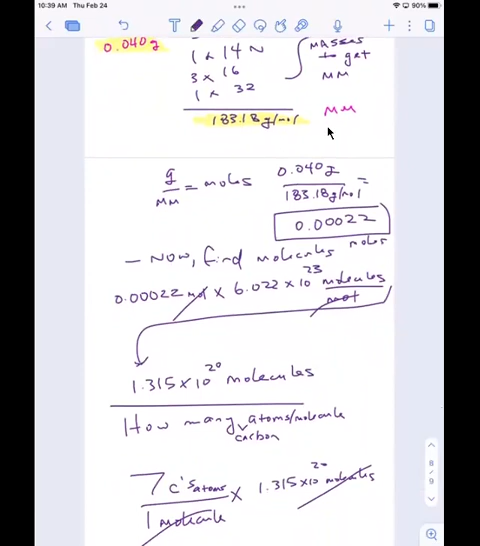 10:39 AM Thu Feb 24
90%
0.040g
1 x 14 N
3 x 16
1 x 32
MASSES
to get
MM
183.18 g/mol
MM
g/MM = moles 0.040g/183.18g/mol =
0.00022
moles
- NOW, find molecules
0.00022 mol x 6.022 x 10^23 molecules/mol
1.315 x 10^20 molecules
How many carbon atoms/molecule
7 C's atoms/1 molecule x 1.315 x 10^20 molecules
8
9